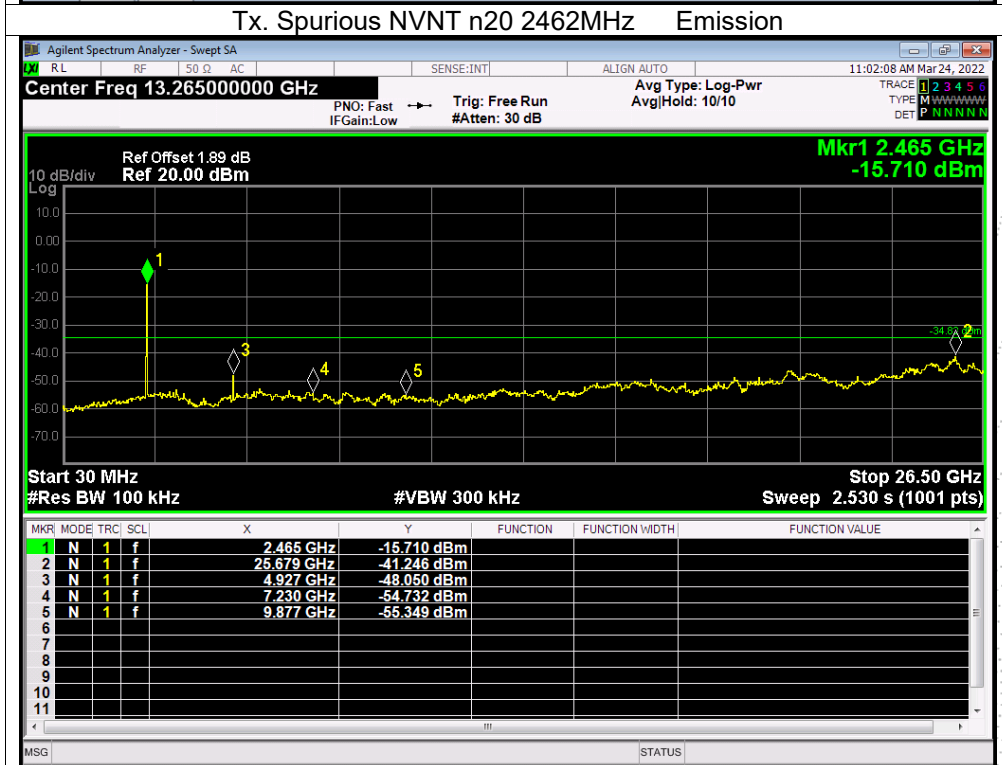 Tx. Spurious NVNT n20 2462MHz Emission
Agilent Spectrum Analyzer - Swept SA
LXI RL RF 50 Ω AC SENSE:INT ALIGN AUTO 11:02:08 AM Mar 24, 2022
Center Freq 13.265000000 GHz Avg Type: Log-Pwr TRACE 1 2 3 4 5 6
PNO: Fast Trig: Free Run Avg|Hold: 10/10 TYPE M WWWWW
IFGain:Low #Atten: 30 dB DET P N N N N N
Mkr1 2.465 GHz
-15.710 dBm
Ref Offset 1.89 dB
10 dB/div Ref 20.00 dBm
Log
10.0
0.00
-10.0
-20.0
-30.0
-40.0
-50.0
-60.0
-70.0
1
2
3
4
5
Start 30 MHz Stop 26.50 GHz
#Res BW 100 kHz #VBW 300 kHz Sweep 2.530 s (1001 pts)
MKR MODE TRC SCL X Y FUNCTION FUNCTION WIDTH FUNCTION VALUE
1 N 1 f 2.465 GHz -15.710 dBm
2 N 1 f 25.679 GHz -41.246 dBm
3 N 1 f 4.927 GHz -48.050 dBm
4 N 1 f 7.230 GHz -54.732 dBm
5 N 1 f 9.877 GHz -55.349 dBm
6
7
8
9
10
11
MSG STATUS